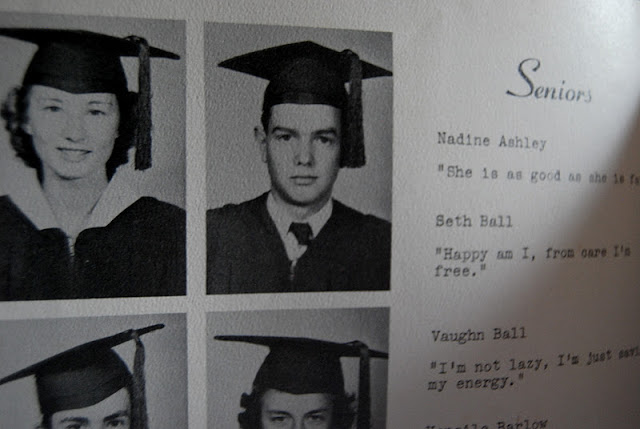 Seniors
Nadine Ashley
"She is as good as she is
Seth Ball
"Happy am I, from care I'm
free."
Vaughn Ball
"I'm not lazy, I'm just
my energy."
Barlow